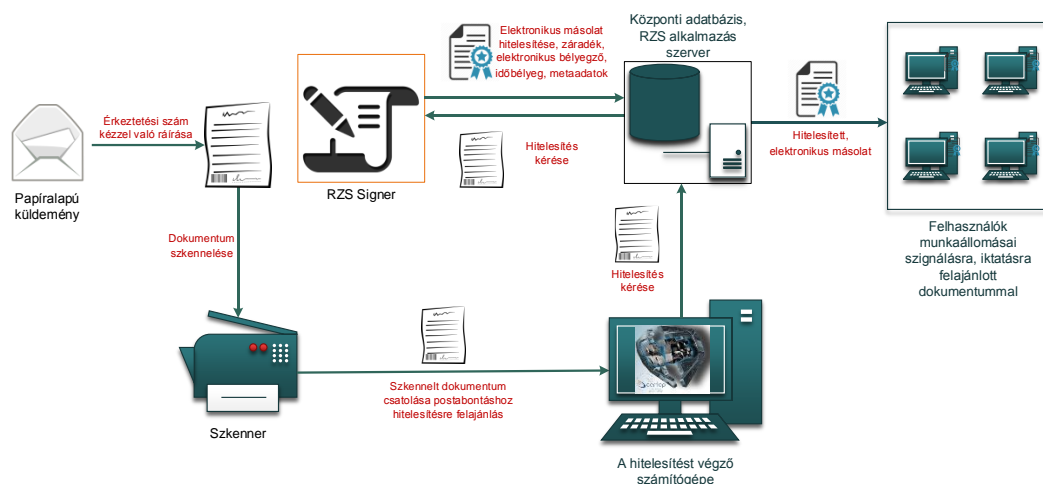 Elektronikus másolat
hitelesítése, záradék,
elektronikus bélyegző,
időbélyeg, metaadatok
Központi adatbázis,
RZS alkalmazás
szerver
Érkeztetési szám
kézzel való ráírása
Hitelesítés
kérése
Hitelesített,
elektronikus másolat
Papíralapú
küldemény
RZS Signer
Dokumentum
szkennelése
Hitelesítés
kérése
Felhasználók
munkaállomásai
szignálásra, iktatásra
felajánlott
dokumentummal
Szkennelt dokumentum
csatolása postabontáshoz
hitelesítésre felajánlás
Szkenner
A hitelesítést végző
számítógépe